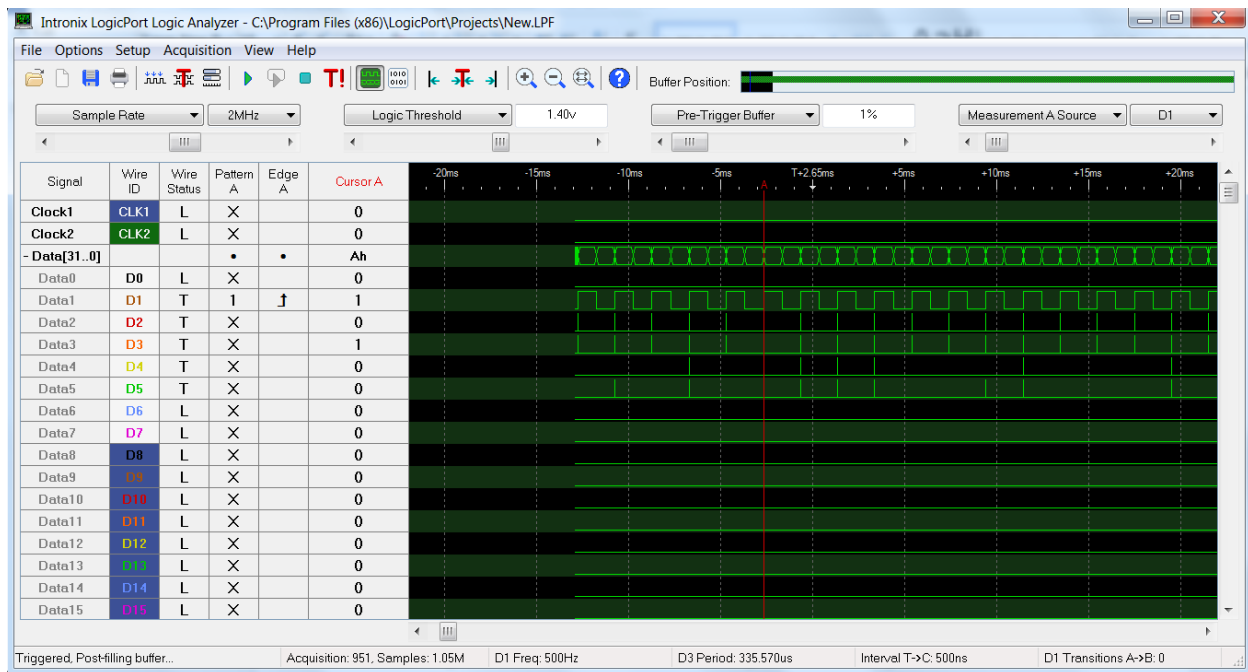 Intronix LogicPort Logic Analyzer - C:\Program Files (x86)\LogicPort\Projects\New.LPF
File Options Setup Acquisition View Help
T! Buffer Position:
Sample Rate 2MHz Logic Threshold 1.40v Pre-Trigger Buffer 1% Measurement A Source D1
Signal Wire ID Wire Status Pattern A Edge A Cursor A -20ms -15ms -10ms -5ms T+2.65ms +5ms +10ms +15ms +20ms
A
Clock1 CLK1 L X 0
Clock2 CLK2 L X 0
- Data[31..0] • • Ah
Data0 D0 L X 0
Data1 D1 T 1 1
Data2 D2 T X 0
Data3 D3 T X 1
Data4 D4 T X 0
Data5 D5 T X 0
Data6 D6 L X 0
Data7 D7 L X 0
Data8 D8 L X 0
Data9 D9 L X 0
Data10 D10 L X 0
Data11 D11 L X 0
Data12 D12 L X 0
Data13 D13 L X 0
Data14 D14 L X 0
Data15 D15 L X 0
Triggered, Post-filling buffer... Acquisition: 951, Samples: 1.05M D1 Freq: 500Hz D3 Period: 335.570us Interval T->C: 500ns D1 Transitions A->B: 0